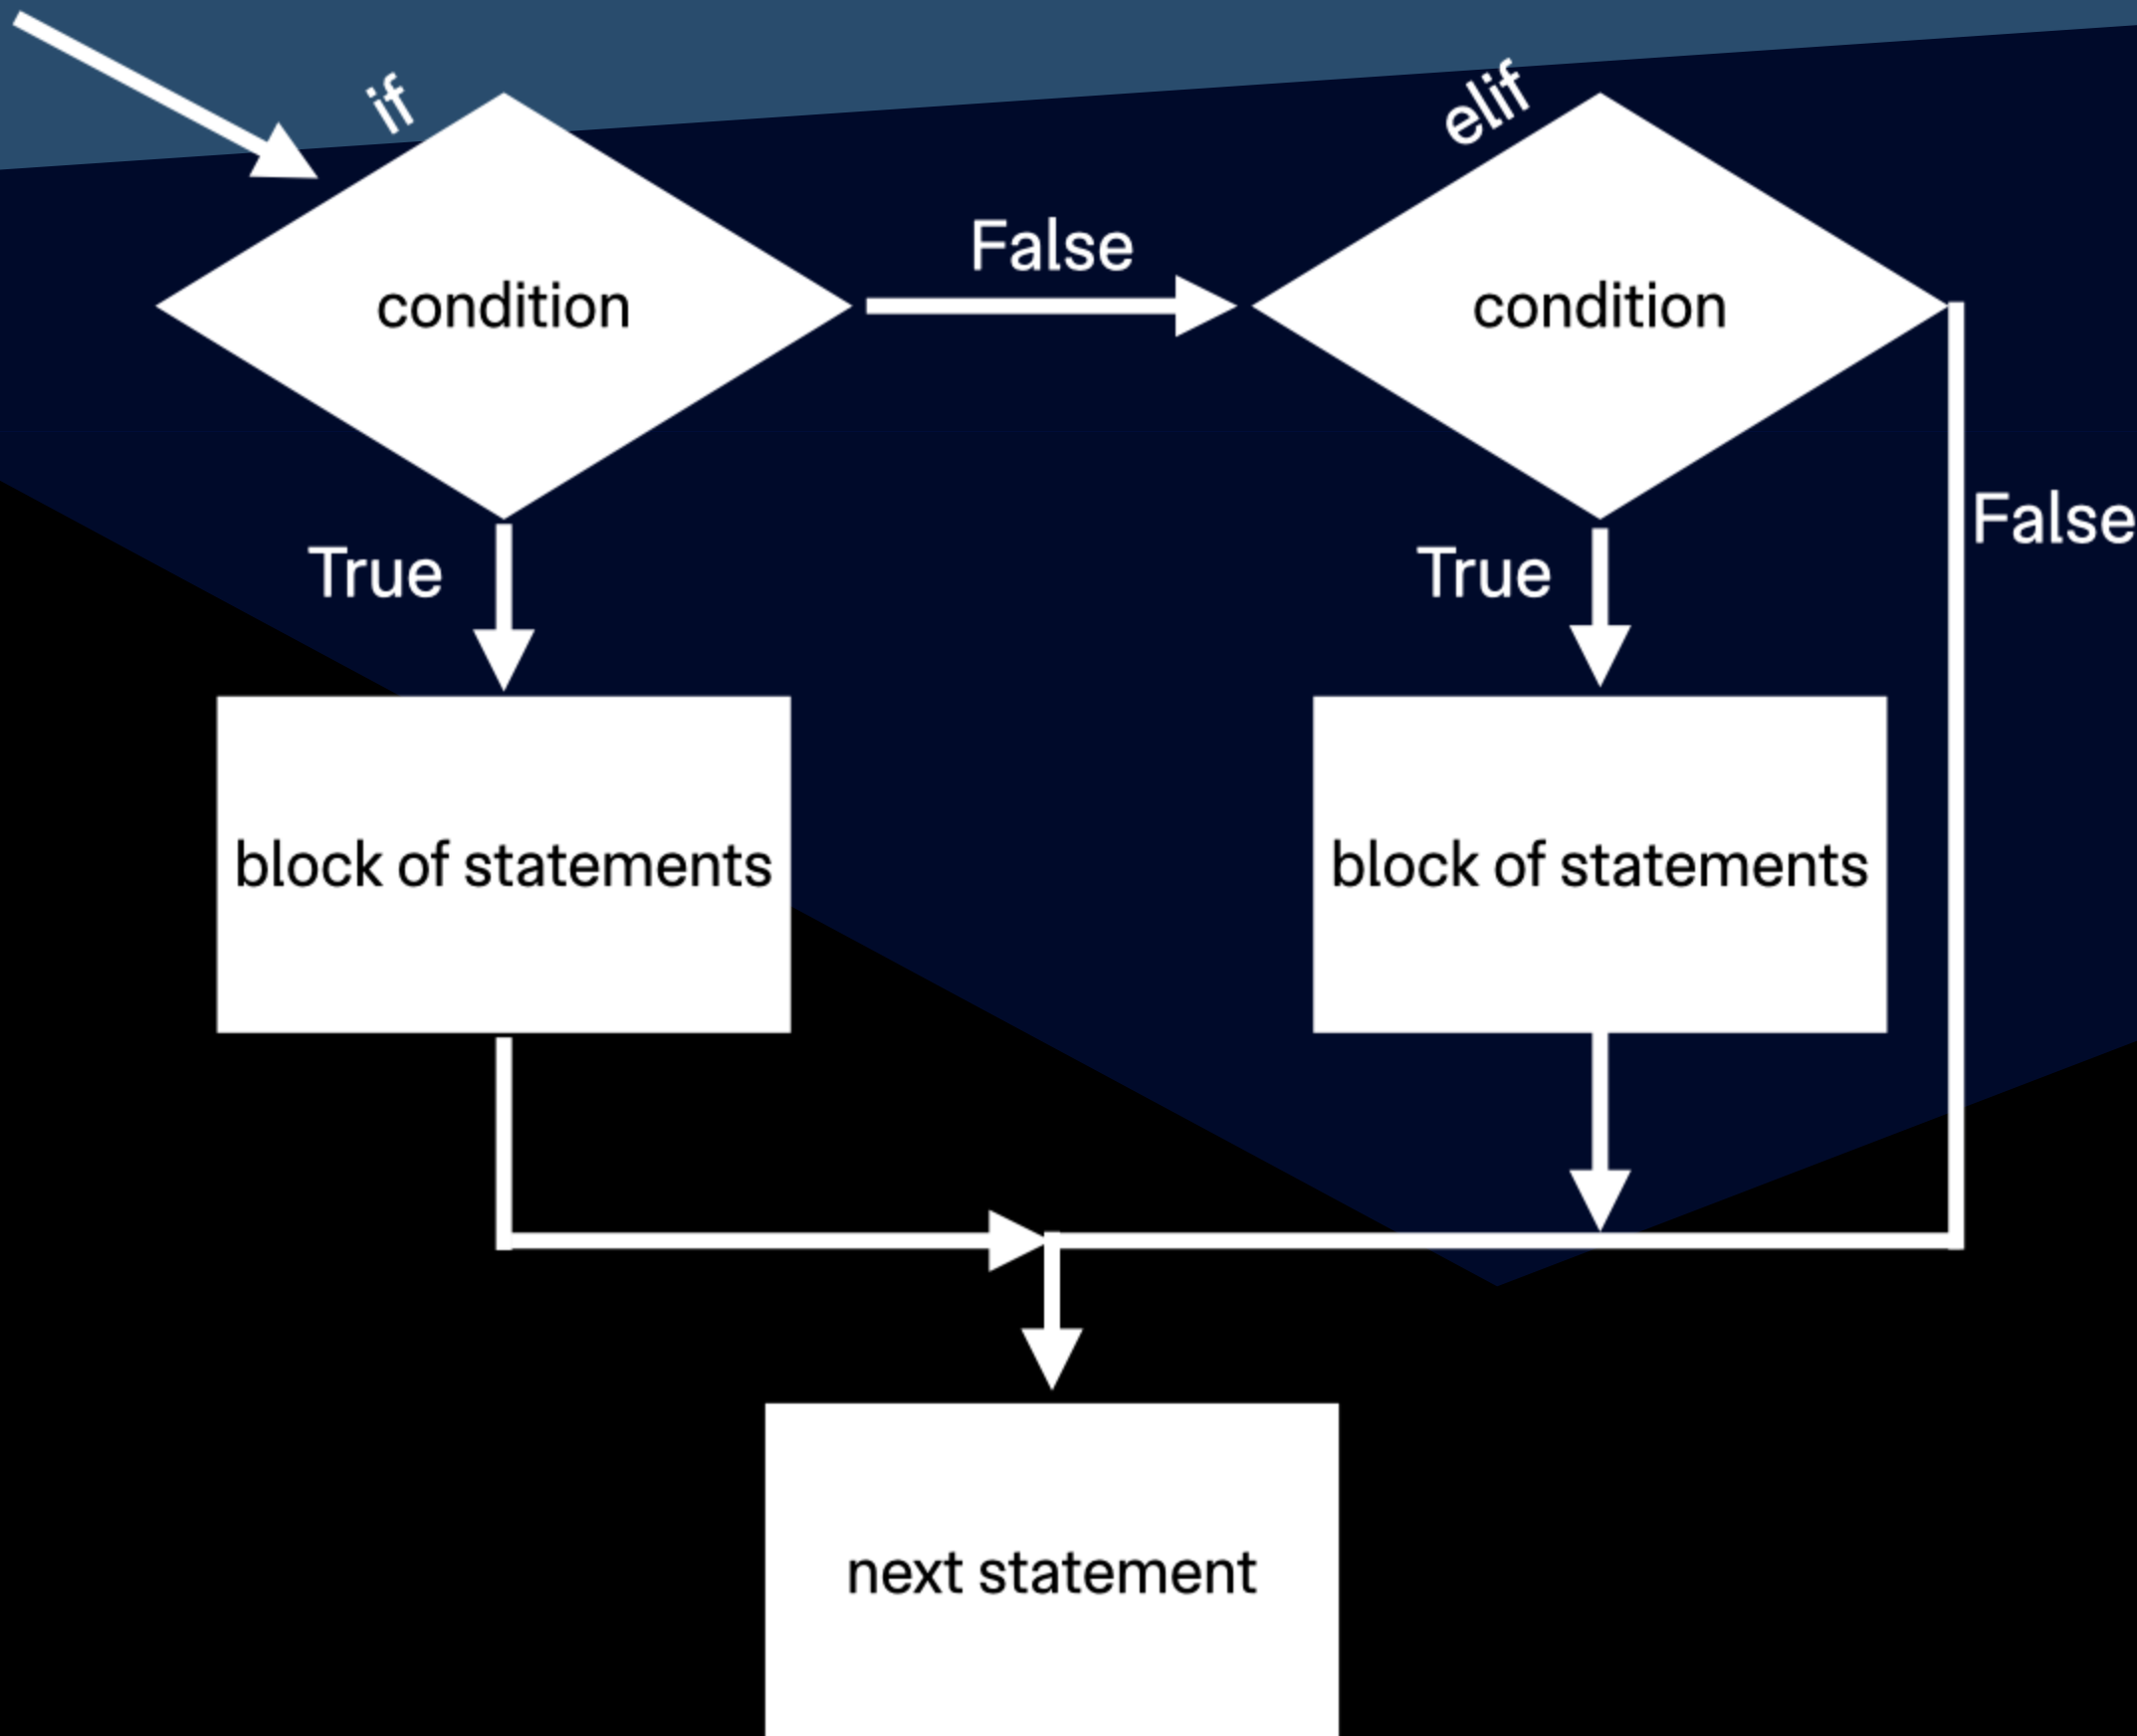 if
elif
condition
False
condition
True
True
False
block of statements
block of statements
next statement